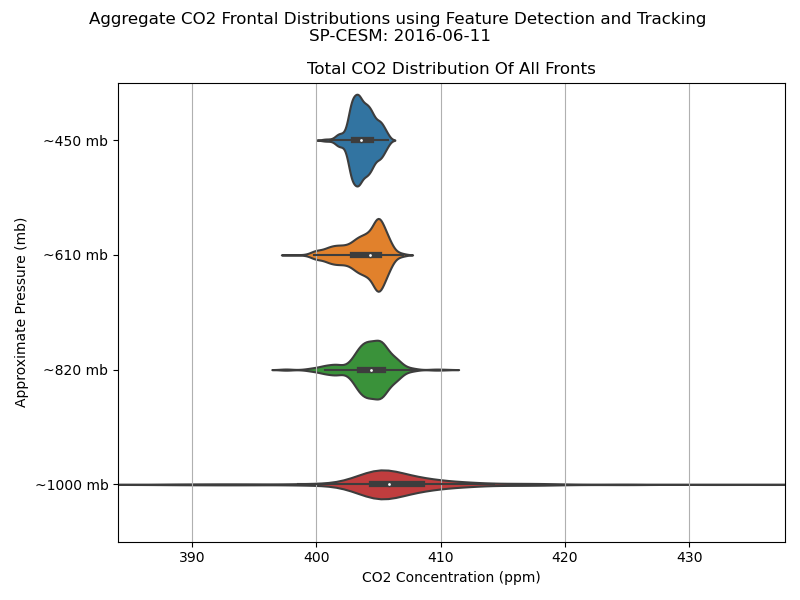 Aggregate CO2 Frontal Distributions using Feature Detection and Tracking
SP-CESM: 2016-06-11
Total CO2 Distribution Of All Fronts
Approximate Pressure (mb)
~450 mb
~610 mb
~820 mb
~1000 mb
390 400 410 420 430
CO2 Concentration (ppm)